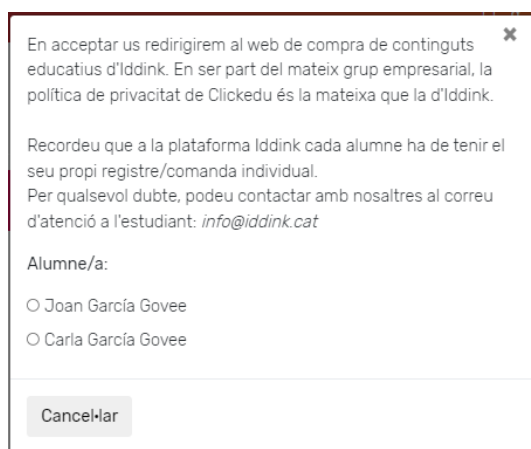 En acceptar us redirigirem al web de compra de continguts
educatius d'Iddink. En ser part del mateix grup empresarial, la
política de privacitat de Clickedu és la mateixa que la d'Iddink.
Recordeu que a la plataforma Iddink cada alumne ha de tenir el
seu propi registre/comanda individual.
Per qualsevol dubte, podeu contactar amb nosaltres al correu
d'atenció a l'estudiant: info@iddink.cat
Alumne/a:
Joan García Govee
Carla García Govee
Cancel•lar